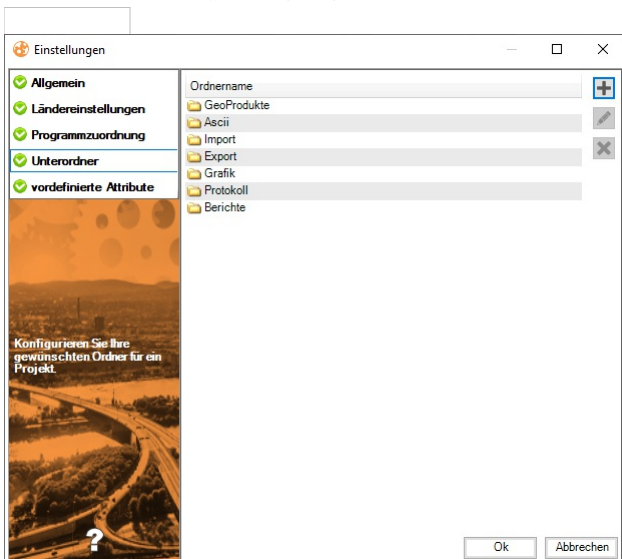 Einstellungen
Allgemein
Ländereinstellungen
Programmzuordnung
Unterordner
vordefinierte Attribute
Konfigurieren Sie Ihre
gewünschten Ordner für ein
Projekt.
?
Ordnername
GeoProdukte
Ascii
Import
Export
Grafik
Protokoll
Berichte
Ok
Abbrechen